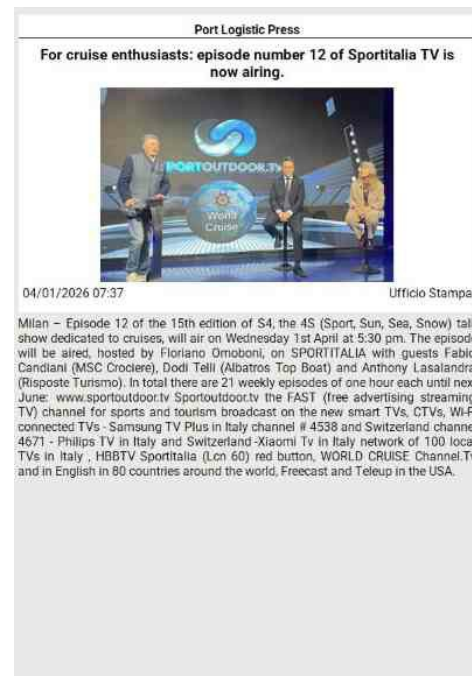 Port Logistic Press
For cruise enthusiasts: episode number 12 of Sportitalia TV is
now airing.
PORTOUTDOOR.TV
World
Cruise
04/01/2026 07:37
Ufficio Stampa
Milan – Episode 12 of the 15th edition of S4, the 4S (Sport, Sun, Sea, Snow) tal
show dedicated to cruises, will air on Wednesday 1st April at 5:30 pm. The episode
will be aired, hosted by Floriano Omoboni, on SPORTITALIA with guests Fabio
Candiani (MSC Crociere), Dodi Telli (Albatros Top Boat) and Anthony Lasalandra
(Risposte Turismo). In total there are 21 weekly episodes of one hour each until nex
June: www.sportoutdoor.tv Sportoutdoor.tv the FAST (free advertising streaming
TV) channel for sports and tourism broadcast on the new smart TVs, CTVs, Wi-F
connected TVs - Samsung TV Plus in Italy channel # 4538 and Switzerland channe
4671 - Philips TV in Italy and Switzerland -Xiaomi Tv in Italy network of 100 loca
TVs in Italy , HBBTV Sportitalia (Lcn 60) red button, WORLD CRUISE Channel.Tv
and in English in 80 countries around the world, Freecast and Teleup in the USA.